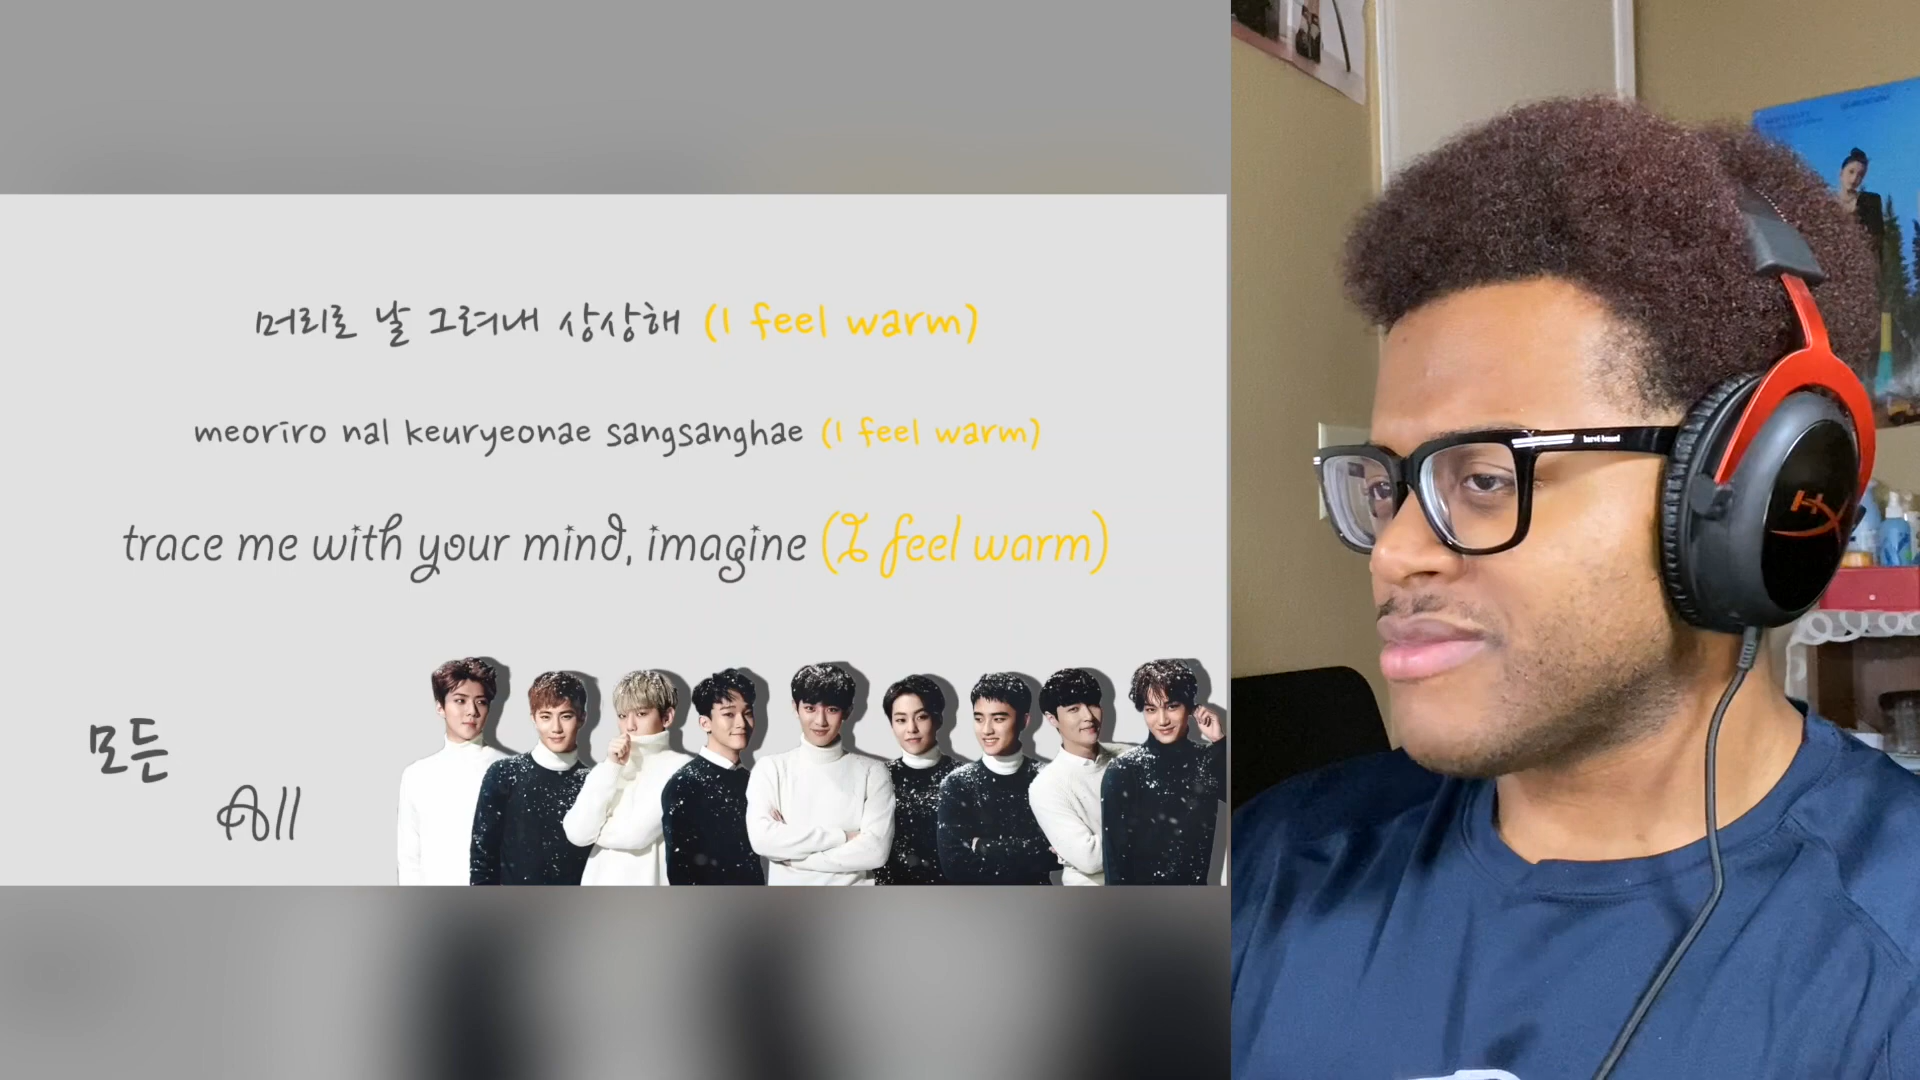 머리로 날 그려내 상상해 (I feel warm)
meoriro nal keuryeonae sangsanghae (I feel warm)
trace me with your mind, imagine (I feel warm)
모든
All
HX